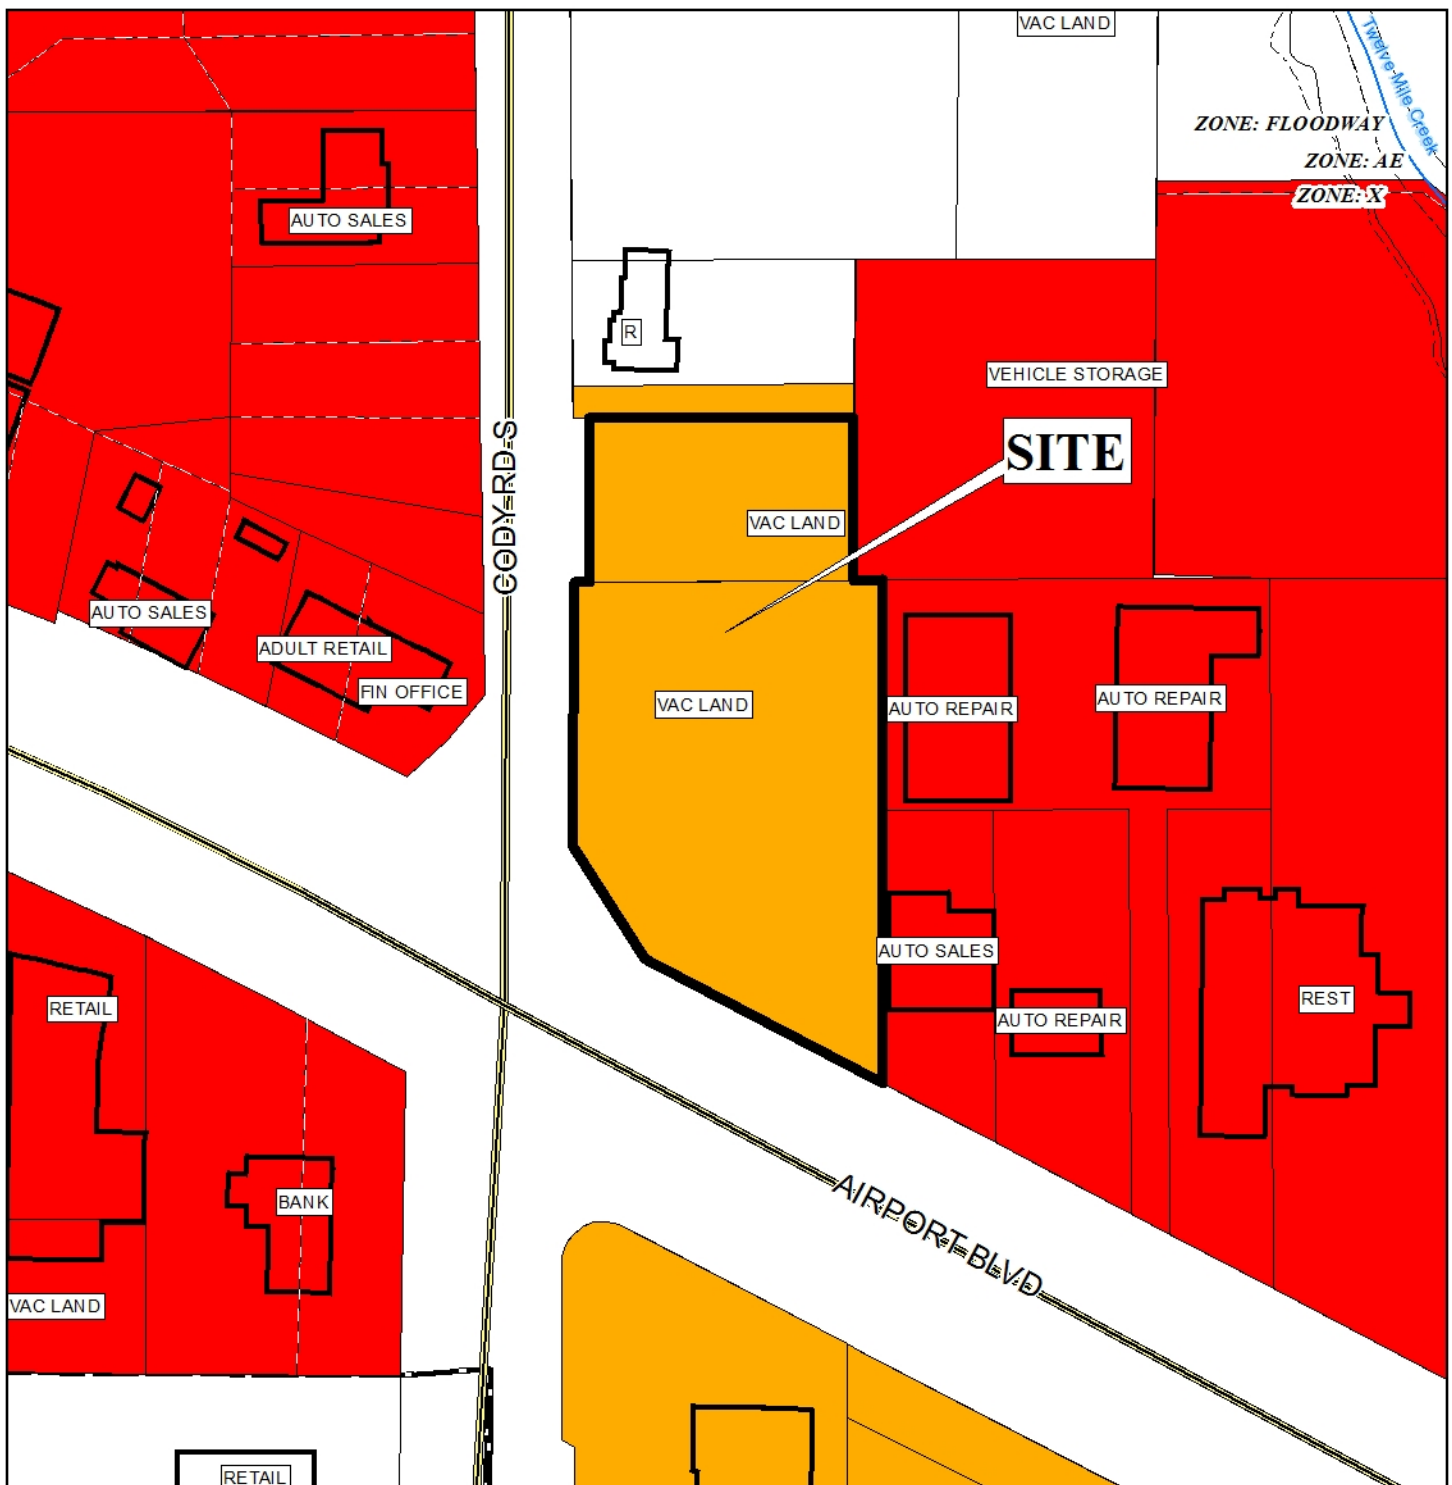 VAC LAND
Twelve Mile Creek
ZONE: FLOODWAY
ZONE: AE
ZONE: X
AUTO SALES
R
VEHICLE STORAGE
SITE
CODY RD S
VAC LAND
AUTO SALES
ADULT RETAIL
FIN OFFICE
VAC LAND
AUTO REPAIR
AUTO REPAIR
AUTO SALES
RETAIL
AUTO REPAIR
REST
BANK
AIRPORT BLVD
VAC LAND
RETAIL